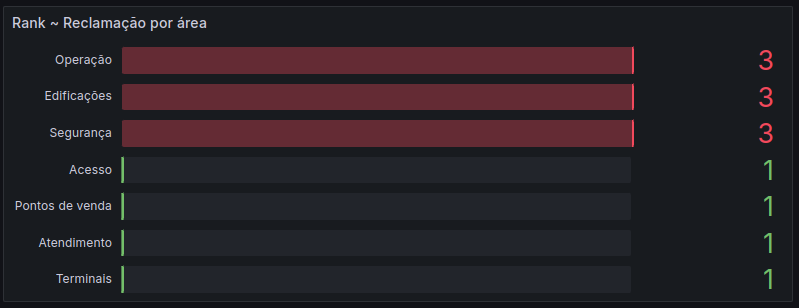 Rank ~ Reclamação por área
Operação 3
Edificações 3
Segurança 3
Acesso 1
Pontos de venda 1
Atendimento 1
Terminais 1